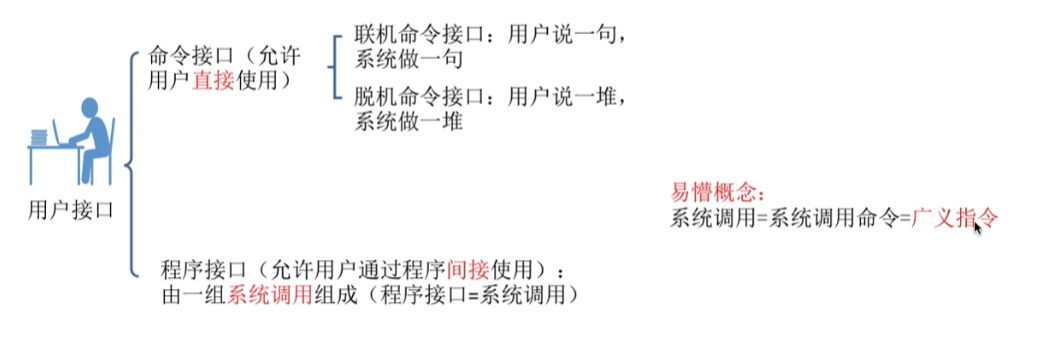 命令接口（允许
用户直接使用）
联机命令接口：用户说一句，
系统做一句
脱机命令接口：用户说一堆，
系统做一堆
用户接口
易懵概念：
系统调用=系统调用命令=广义指令
程序接口（允许用户通过程序间接使用）：
由一组系统调用组成（程序接口=系统调用）